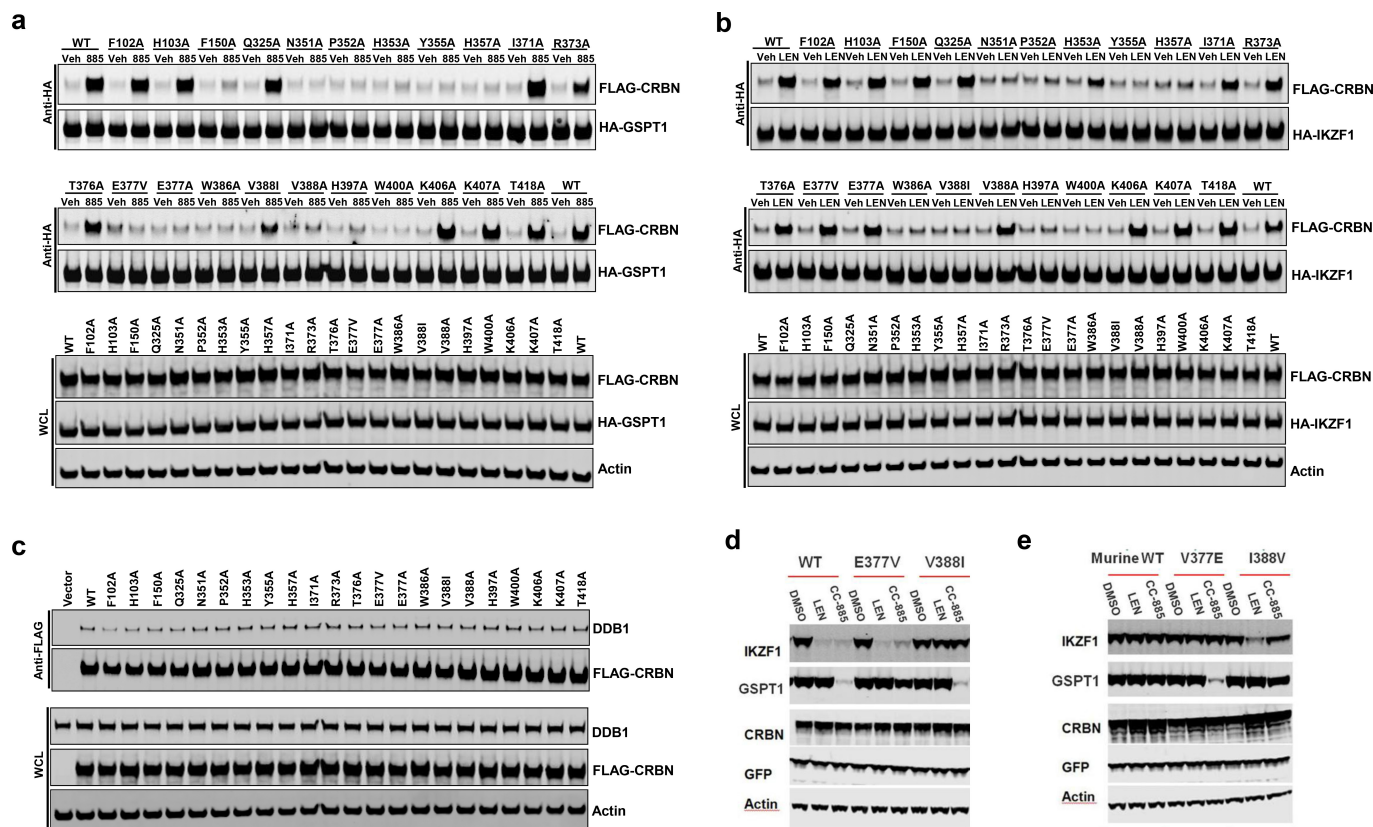 a
WT F102A H103A F150A Q325A N351A P352A H353A Y355A H357A I371A R373A
Veh 885 Veh 885 Veh 885 Veh 885 Veh 885 Veh 885 Veh 885 Veh 885 Veh 885 Veh 885 Veh 885 Veh 885
Anti-HA
FLAG-CRBN
HA-GSPT1
T376A E377V E377A W386A V388I V388A H397A W400A K406A K407A T418A WT
Veh 885 Veh 885 Veh 885 Veh 885 Veh 885 Veh 885 Veh 885 Veh 885 Veh 885 Veh 885 Veh 885 Veh 885
Anti-HA
FLAG-CRBN
HA-GSPT1
WT F102A H103A F150A Q325A N351A P352A H353A Y355A H357A I371A R373A T376A E377V E377A W386A V388I V388A H397A W400A K406A K407A T418A WT
WCL
FLAG-CRBN
HA-GSPT1
Actin
b
WT F102A H103A F150A Q325A N351A P352A H353A Y355A H357A I371A R373A
Veh LEN Veh LEN Veh LEN Veh LEN Veh LEN Veh LEN Veh LEN Veh LEN Veh LEN Veh LEN Veh LEN Veh LEN
Anti-HA
FLAG-CRBN
HA-IKZF1
T376A E377V E377A W386A V388I V388A H397A W400A K406A K407A T418A WT
Veh LEN Veh LEN Veh LEN Veh LEN Veh LEN Veh LEN Veh LEN Veh LEN Veh LEN Veh LEN Veh LEN Veh LEN
Anti-HA
FLAG-CRBN
HA-IKZF1
WT F102A H103A F150A Q325A N351A P352A H353A Y355A H357A I371A R373A T376A E377V E377A W386A V388I V388A H397A W400A K406A K407A T418A WT
WCL
FLAG-CRBN
HA-IKZF1
Actin
c
Vector WT F102A H103A F150A Q325A N351A P352A H353A Y355A H357A I371A R373A T376A E377V E377A W386A V388I V388A H397A W400A K406A K407A T418A
Anti-FLAG
DDB1
FLAG-CRBN
WCL
DDB1
FLAG-CRBN
Actin
d
WT E377V V388I
DMSO LEN CC-885 DMSO LEN CC-885 DMSO LEN CC-885
IKZF1
GSPT1
CRBN
GFP
Actin
e
Murine WT V377E I388V
DMSO LEN CC-885 DMSO LEN CC-885 DMSO LEN CC-885
IKZF1
GSPT1
CRBN
GFP
Actin